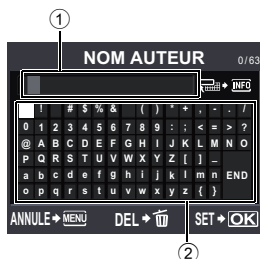 ①
NOM AUTEUR 0/63
INFO
! # $ % & ( ) * + , - . /
0 1 2 3 4 5 6 7 8 9 : ; < = > ?
@ A B C D E F G H I J K L M N O
P Q R S T U V W X Y Z [ ] _
a b c d e f g h i j k l m n END
o p q r s t u v w x y z { }
ANNULE MENU DEL SET OK
②